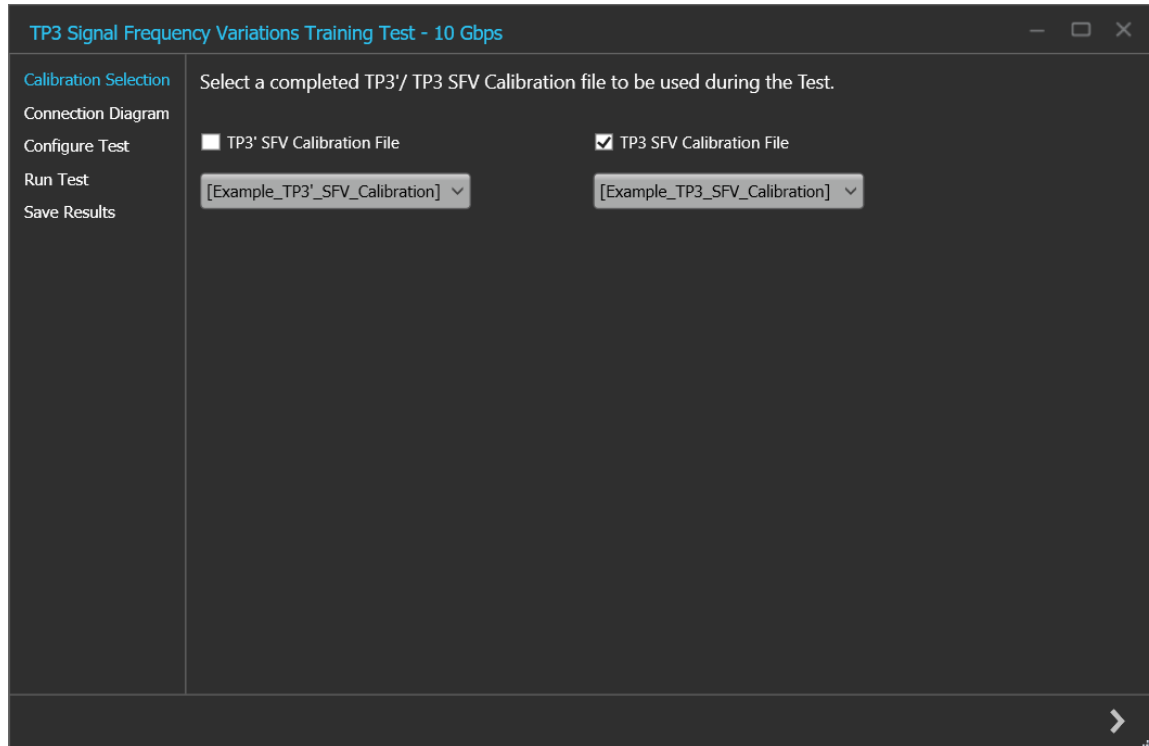 TP3 Signal Frequency Variations Training Test - 10 Gbps
Calibration Selection
Connection Diagram
Configure Test
Run Test
Save Results
Select a completed TP3'/ TP3 SFV Calibration file to be used during the Test.
TP3' SFV Calibration File
[Example_TP3'_SFV_Calibration]
TP3 SFV Calibration File
[Example_TP3_SFV_Calibration]